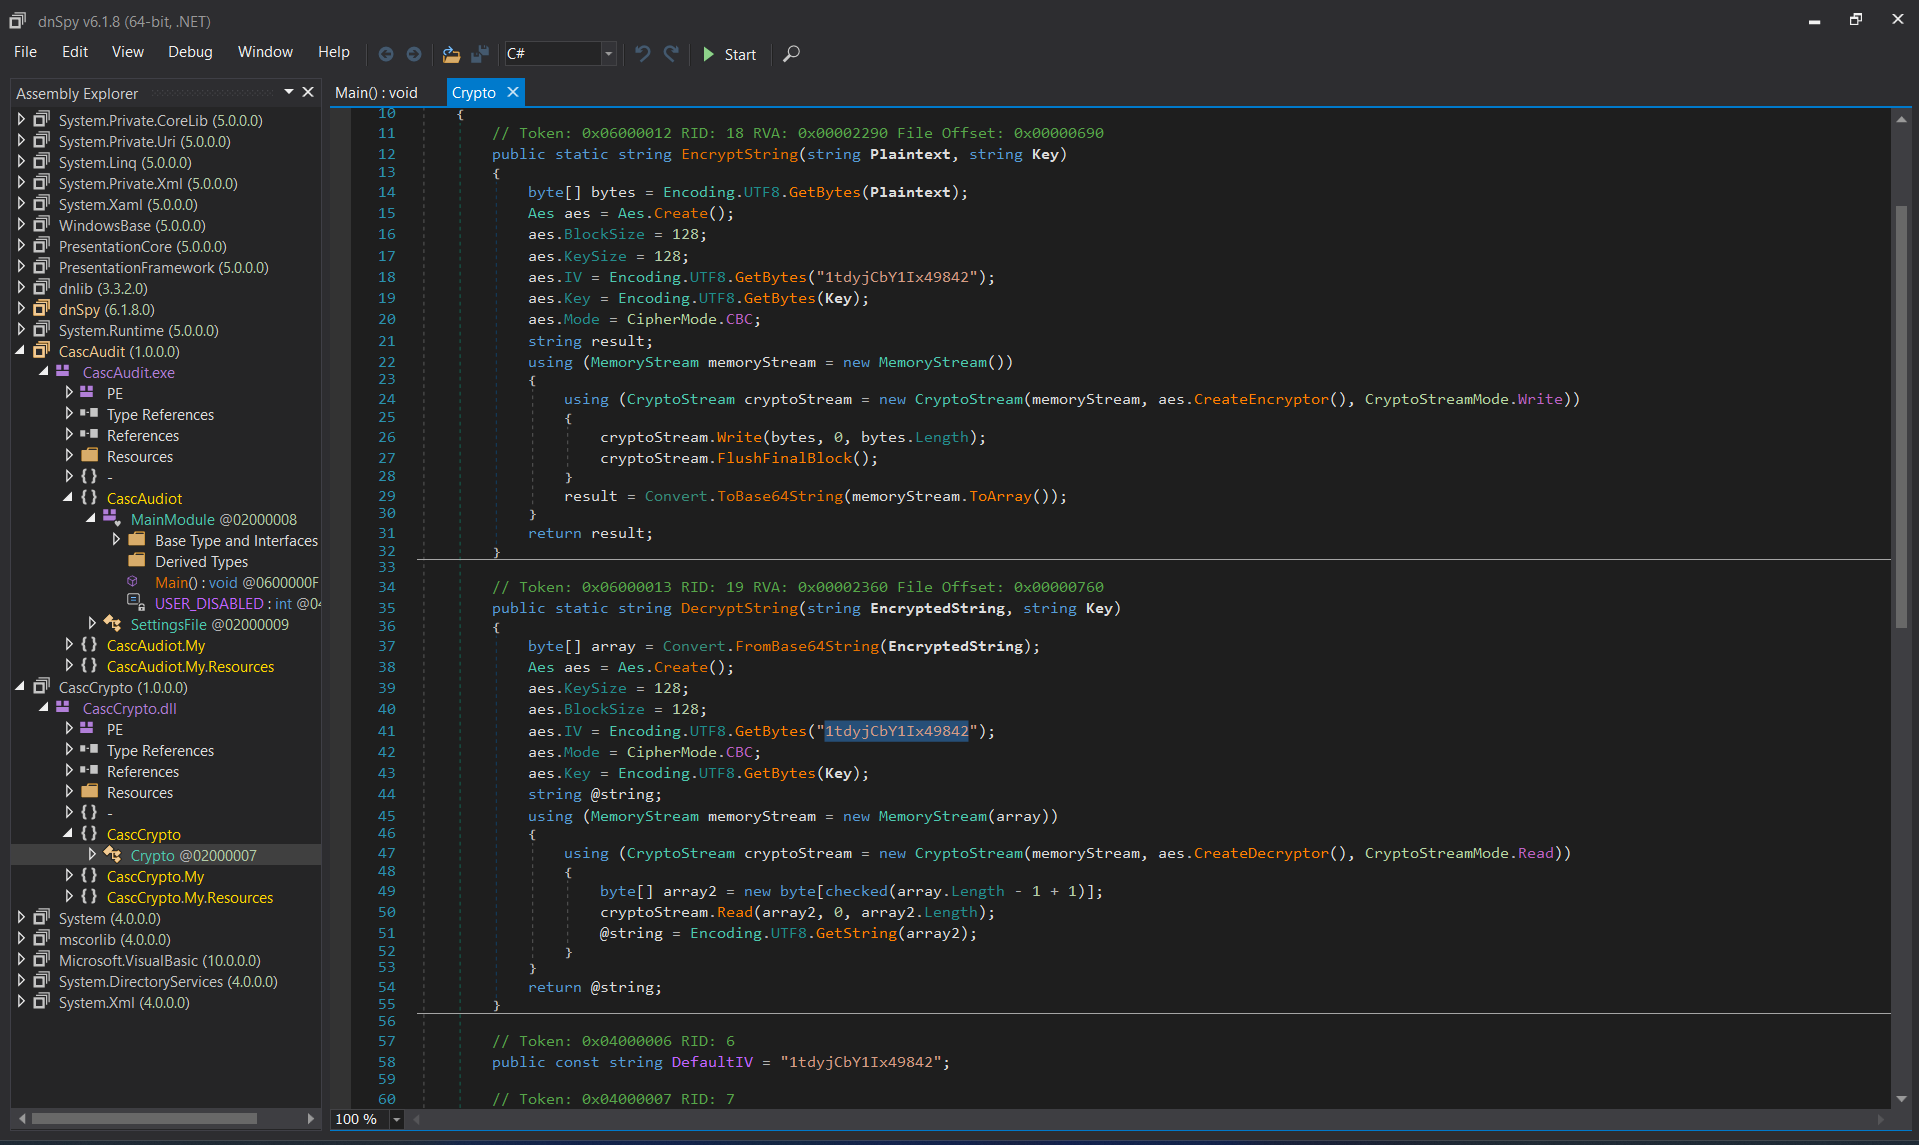 dnSpy v6.1.8 (64-bit, .NET)
File Edit View Debug Window Help C# Start
Assembly Explorer
System.Private.CoreLib (5.0.0.0)
System.Private.Uri (5.0.0.0)
System.Linq (5.0.0.0)
System.Private.Xml (5.0.0.0)
System.Xaml (5.0.0.0)
WindowsBase (5.0.0.0)
PresentationCore (5.0.0.0)
PresentationFramework (5.0.0.0)
dnlib (3.3.2.0)
dnSpy (6.1.8.0)
System.Runtime (5.0.0.0)
CascAudit (1.0.0.0)
CascAudit.exe
PE
Type References
References
Resources
{ } -
{ } CascAudiot
MainModule @02000008
Base Type and Interfaces
Derived Types
Main() : void @0600000F
USER_DISABLED : int @04
SettingsFile @02000009
{ } CascAudiot.My
{ } CascAudiot.My.Resources
CascCrypto (1.0.0.0)
CascCrypto.dll
PE
Type References
References
Resources
{ } -
{ } CascCrypto
Crypto @02000007
{ } CascCrypto.My
{ } CascCrypto.My.Resources
System (4.0.0.0)
mscorlib (4.0.0.0)
Microsoft.VisualBasic (10.0.0.0)
System.DirectoryServices (4.0.0.0)
System.Xml (4.0.0.0)
Main() : void Crypto
10 {
11 // Token: 0x06000012 RID: 18 RVA: 0x00002290 File Offset: 0x00000690
12 public static string EncryptString(string Plaintext, string Key)
13 {
14 byte[] bytes = Encoding.UTF8.GetBytes(Plaintext);
15 Aes aes = Aes.Create();
16 aes.BlockSize = 128;
17 aes.KeySize = 128;
18 aes.IV = Encoding.UTF8.GetBytes("1tdyjCbY1Ix49842");
19 aes.Key = Encoding.UTF8.GetBytes(Key);
20 aes.Mode = CipherMode.CBC;
21 string result;
22 using (MemoryStream memoryStream = new MemoryStream())
23 {
24 using (CryptoStream cryptoStream = new CryptoStream(memoryStream, aes.CreateEncryptor(), CryptoStreamMode.Write))
25 {
26 cryptoStream.Write(bytes, 0, bytes.Length);
27 cryptoStream.FlushFinalBlock();
28 }
29 result = Convert.ToBase64String(memoryStream.ToArray());
30 }
31 return result;
32 }
33
34 // Token: 0x06000013 RID: 19 RVA: 0x00002360 File Offset: 0x00000760
35 public static string DecryptString(string EncryptedString, string Key)
36 {
37 byte[] array = Convert.FromBase64String(EncryptedString);
38 Aes aes = Aes.Create();
39 aes.KeySize = 128;
40 aes.BlockSize = 128;
41 aes.IV = Encoding.UTF8.GetBytes("1tdyjCbY1Ix49842");
42 aes.Mode = CipherMode.CBC;
43 aes.Key = Encoding.UTF8.GetBytes(Key);
44 string @string;
45 using (MemoryStream memoryStream = new MemoryStream(array))
46 {
47 using (CryptoStream cryptoStream = new CryptoStream(memoryStream, aes.CreateDecryptor(), CryptoStreamMode.Read))
48 {
49 byte[] array2 = new byte[checked(array.Length - 1 + 1)];
50 cryptoStream.Read(array2, 0, array2.Length);
51 @string = Encoding.UTF8.GetString(array2);
52 }
53 }
54 return @string;
55 }
56
57 // Token: 0x04000006 RID: 6
58 public const string DefaultIV = "1tdyjCbY1Ix49842";
59
60 // Token: 0x04000007 RID: 7
100 %